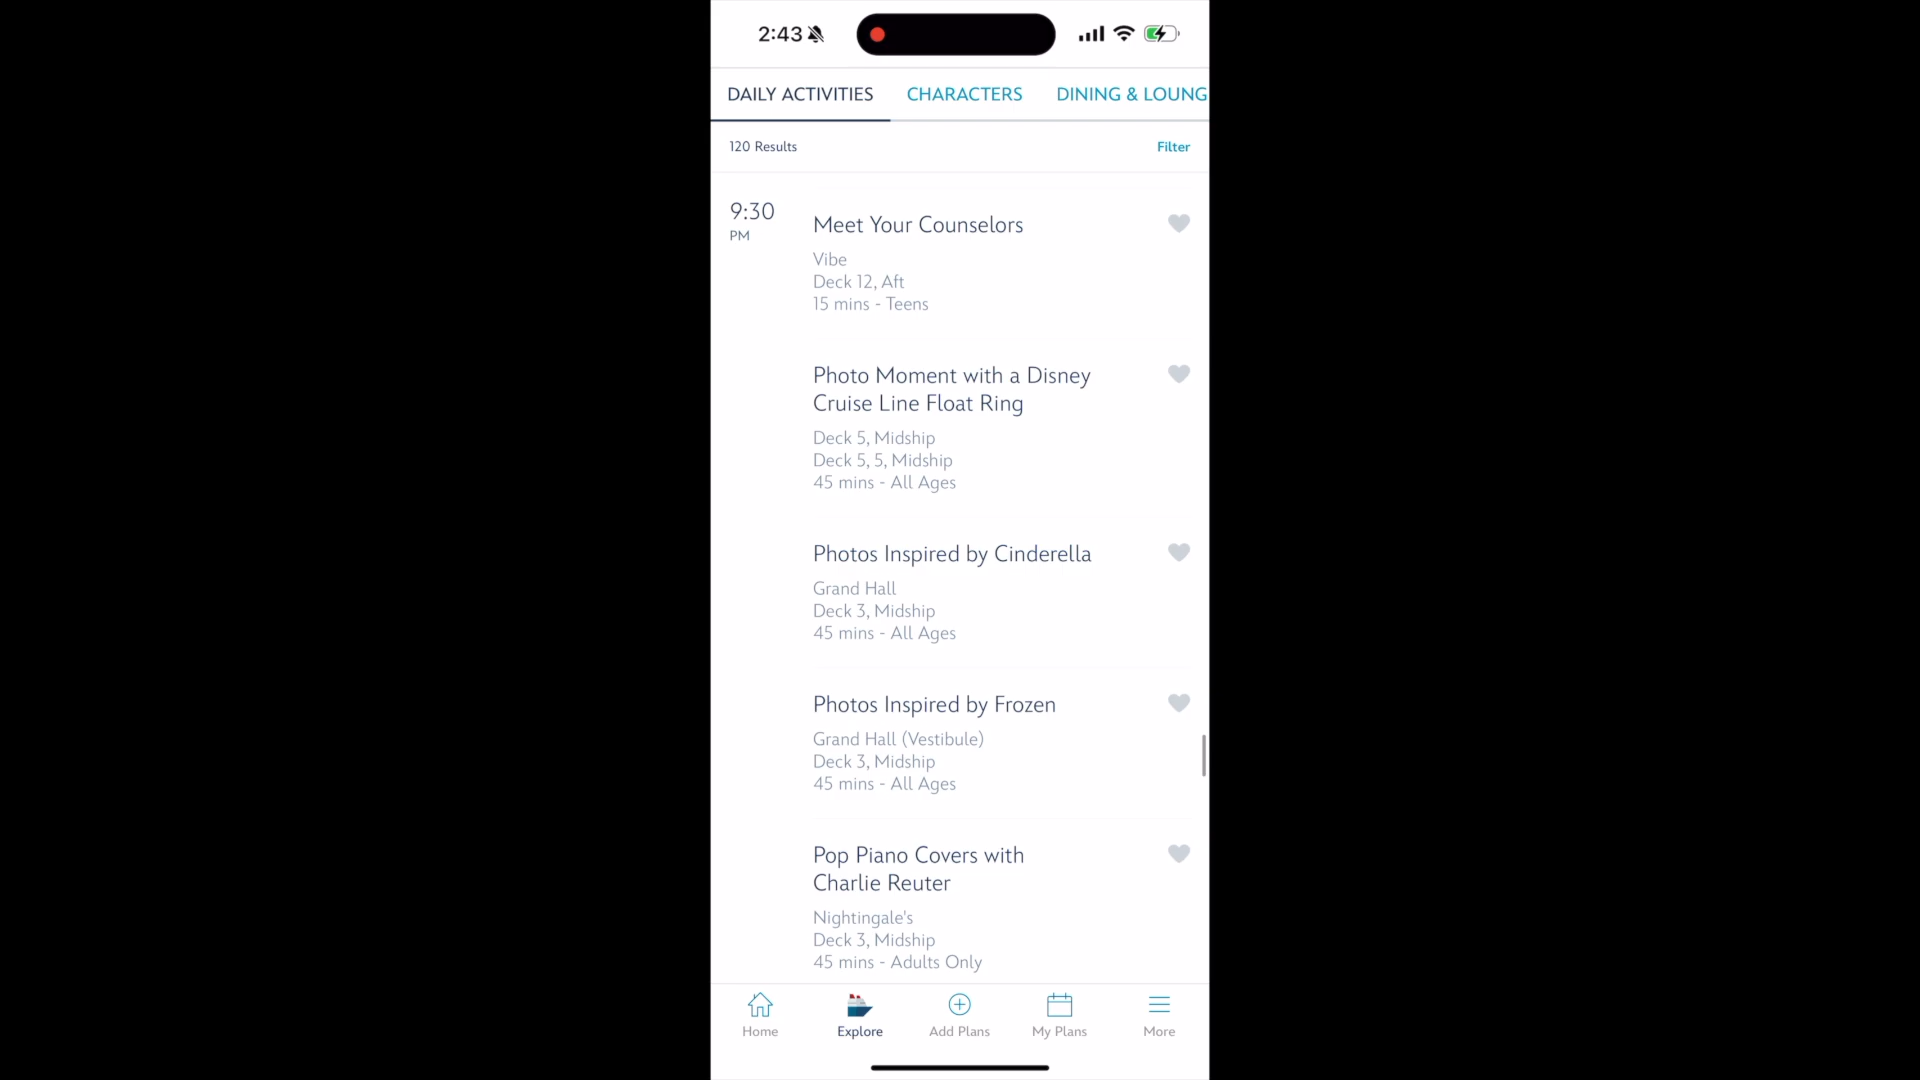 2:43
DAILY ACTIVITIES CHARACTERS DINING & LOUNG
120 Results Filter
9:30
PM
Meet Your Counselors
Vibe
Deck 12, Aft
15 mins - Teens
Photo Moment with a Disney
Cruise Line Float Ring
Deck 5, Midship
Deck 5, 5, Midship
45 mins - All Ages
Photos Inspired by Cinderella
Grand Hall
Deck 3, Midship
45 mins - All Ages
Photos Inspired by Frozen
Grand Hall (Vestibule)
Deck 3, Midship
45 mins - All Ages
Pop Piano Covers with
Charlie Reuter
Nightingale's
Deck 3, Midship
45 mins - Adults Only
Home Explore Add Plans My Plans More